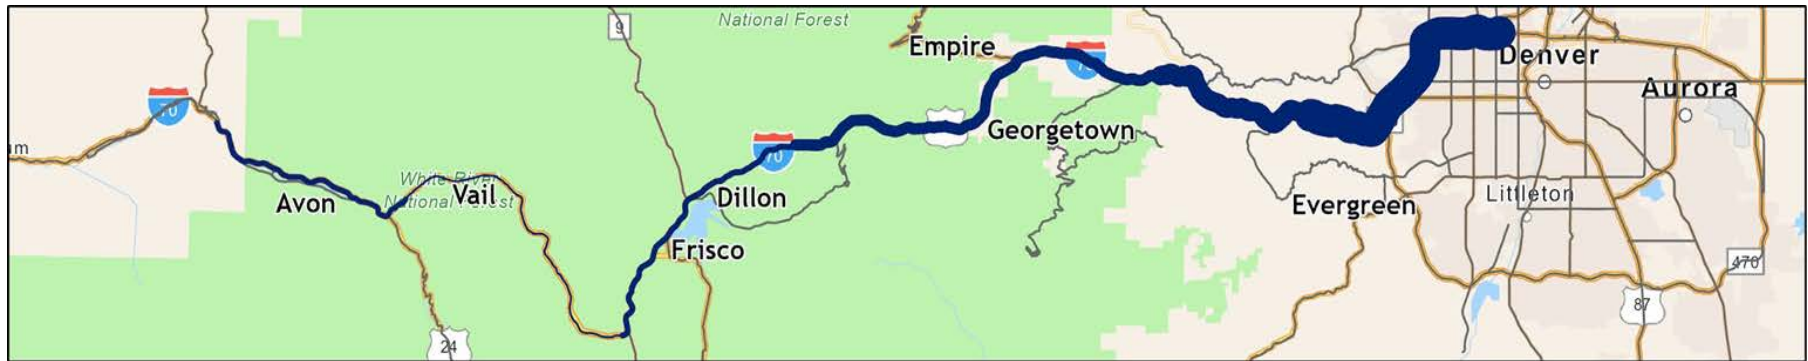 National Forest
9
Empire
70
Denver
Aurora
70
um
Georgetown
70
White River
National Forest
Vail
Avon
Dillon
Evergreen
Littleton
Frisco
470
87
24